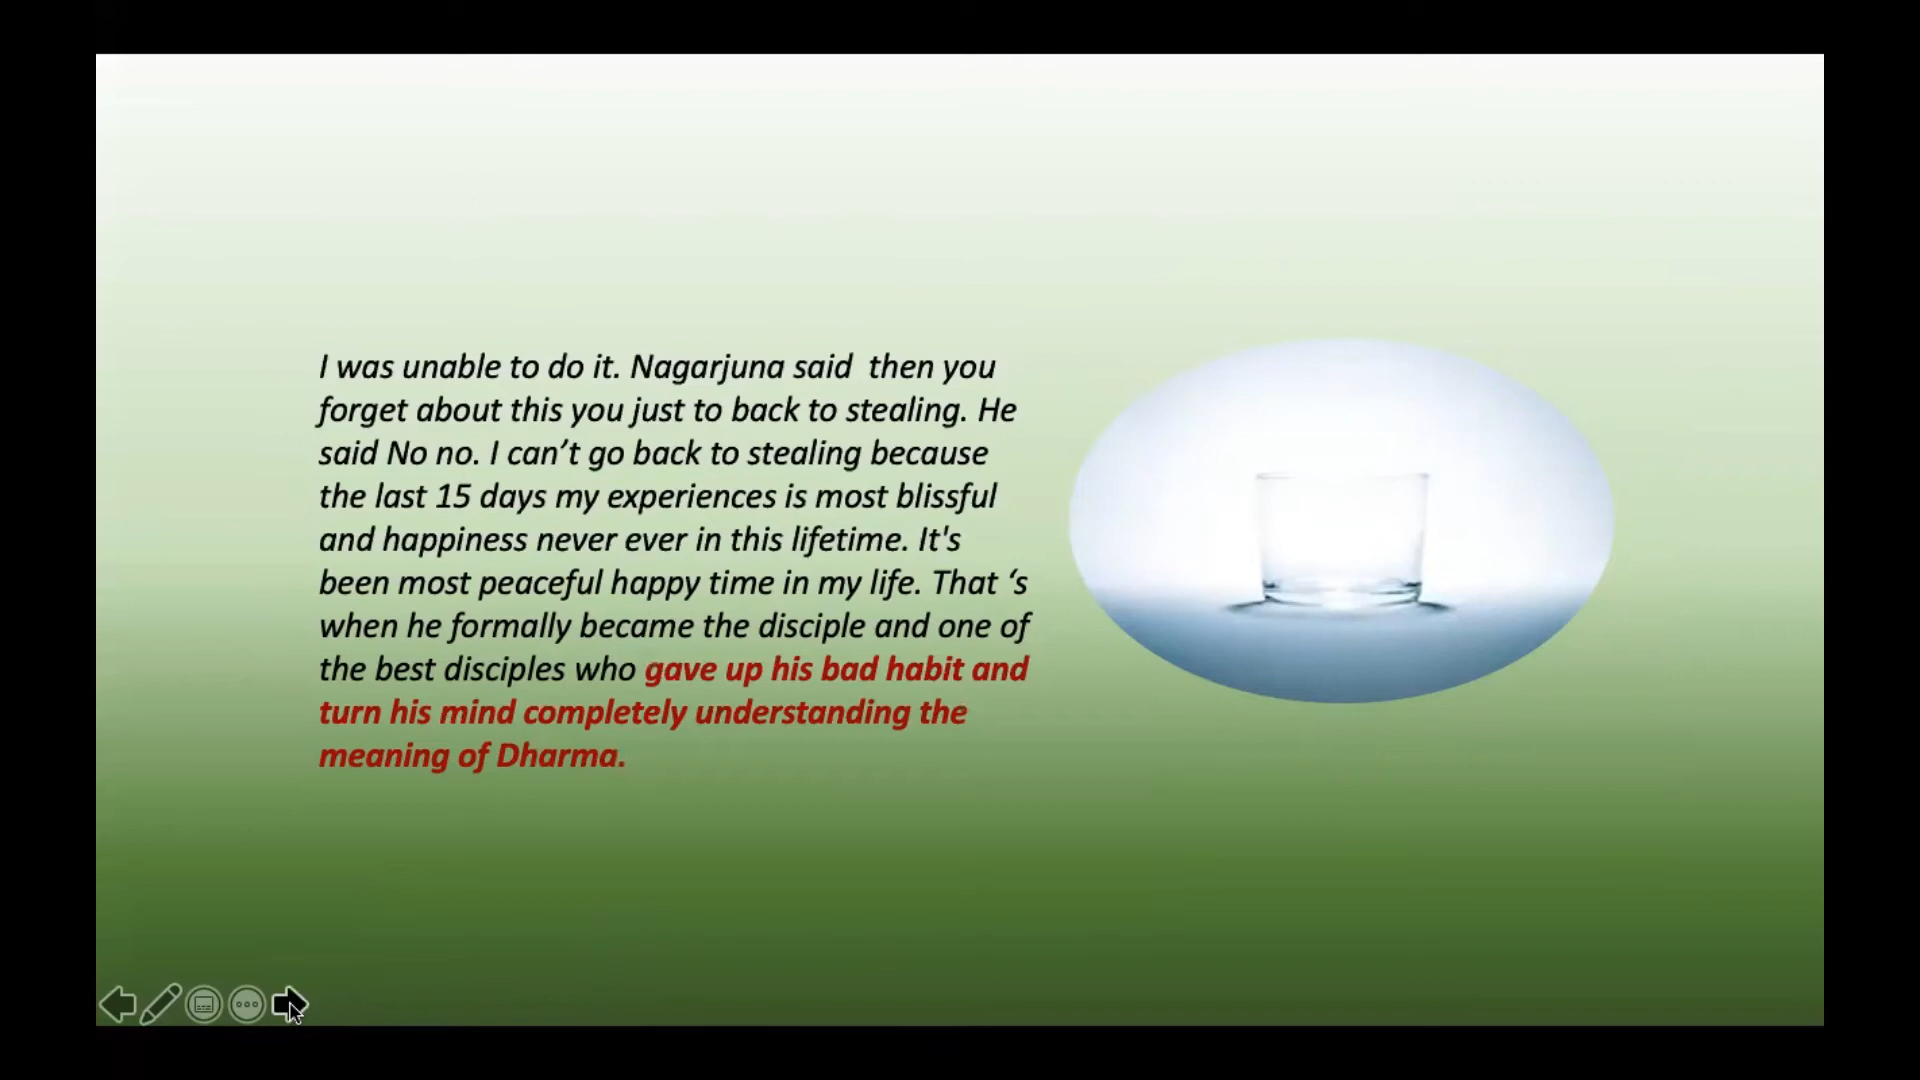 I was unable to do it. Nagarjuna said  then you
forget about this you just to back to stealing. He
said No no. I can’t go back to stealing because
the last 15 days my experiences is most blissful
and happiness never ever in this lifetime. It's
been most peaceful happy time in my life. That ‘s
when he formally became the disciple and one of
the best disciples who gave up his bad habit and
turn his mind completely understanding the
meaning of Dharma.